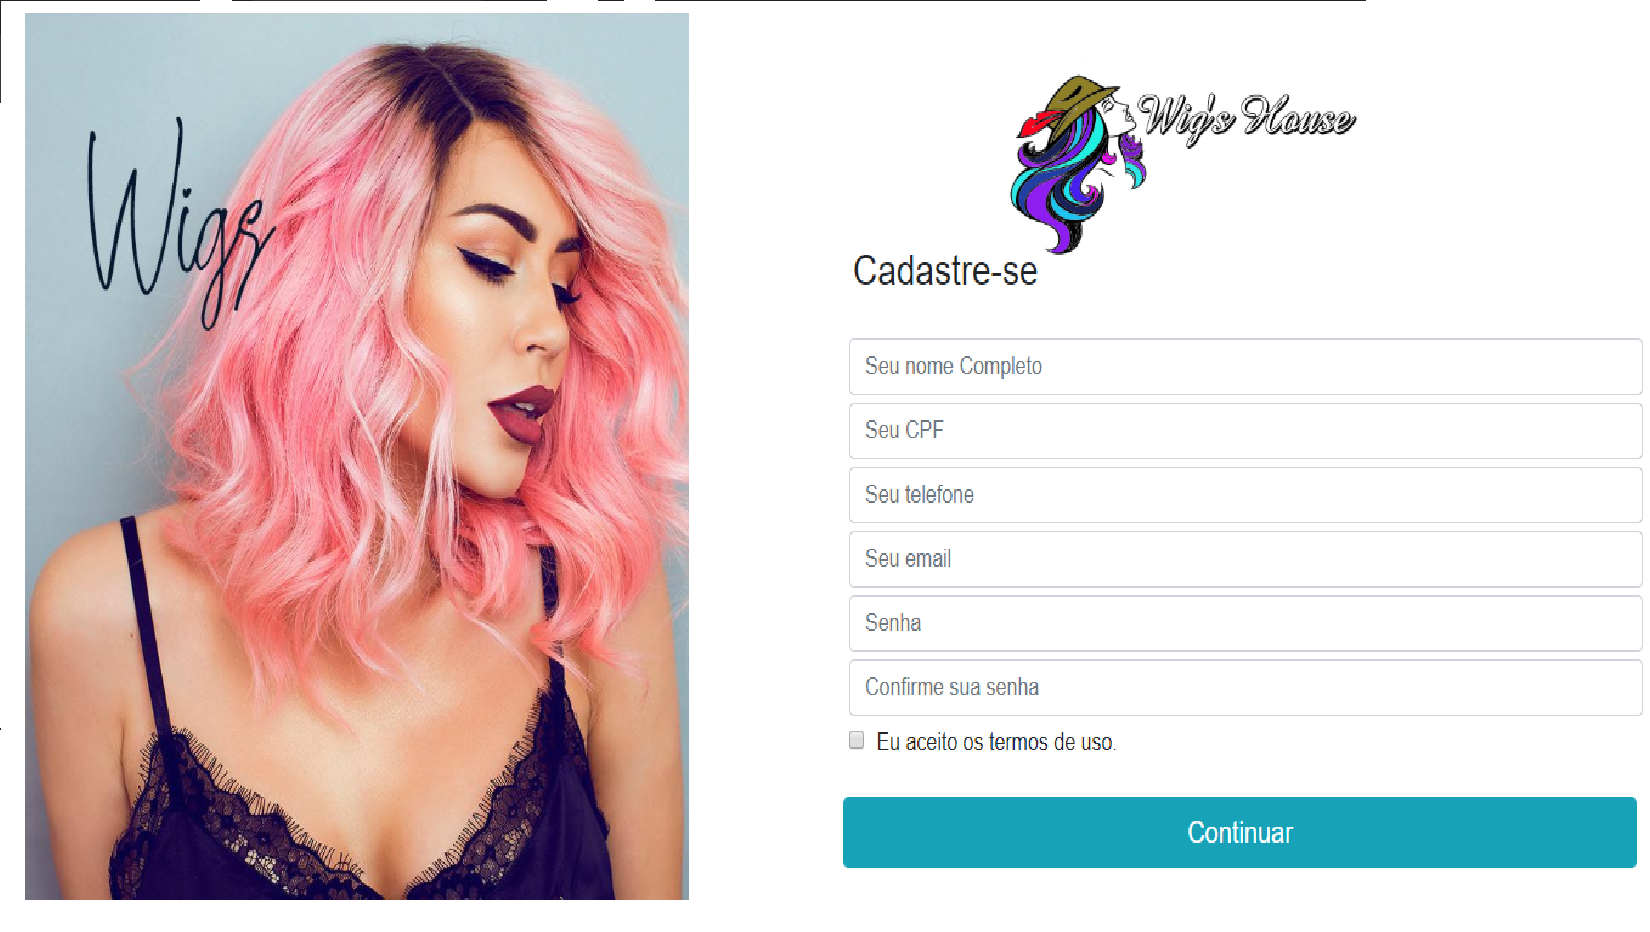 Wigs
Wig's House
Cadastre-se
Seu nome Completo
Seu CPF
Seu telefone
Seu email
Senha
Confirme sua senha
Eu aceito os termos de uso.
Continuar